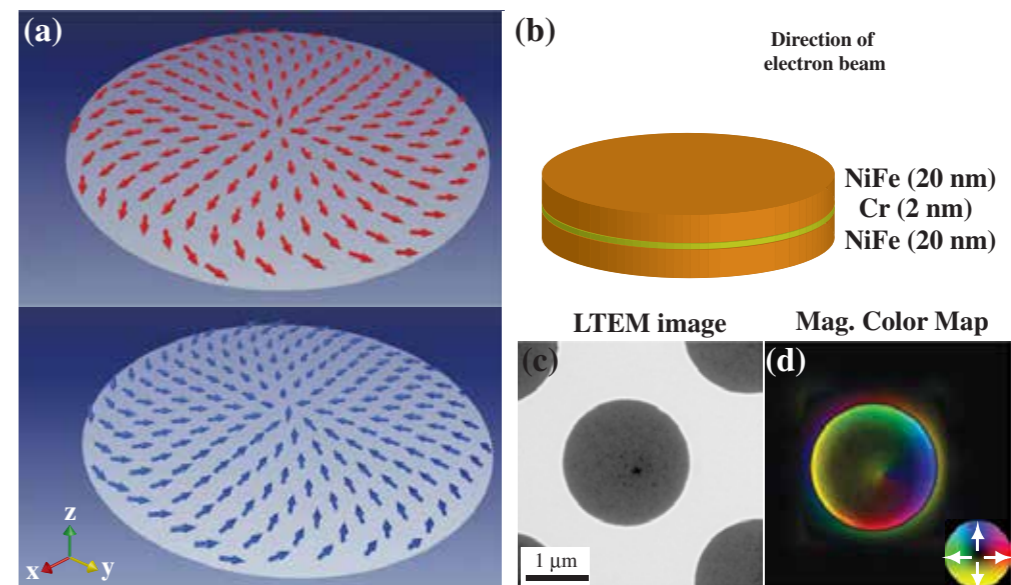 (a)
z
x
y
(b)
Direction of
electron beam
NiFe (20 nm)
Cr (2 nm)
NiFe (20 nm)
LTEM image
Mag. Color Map
(c)
1 μm
(d)